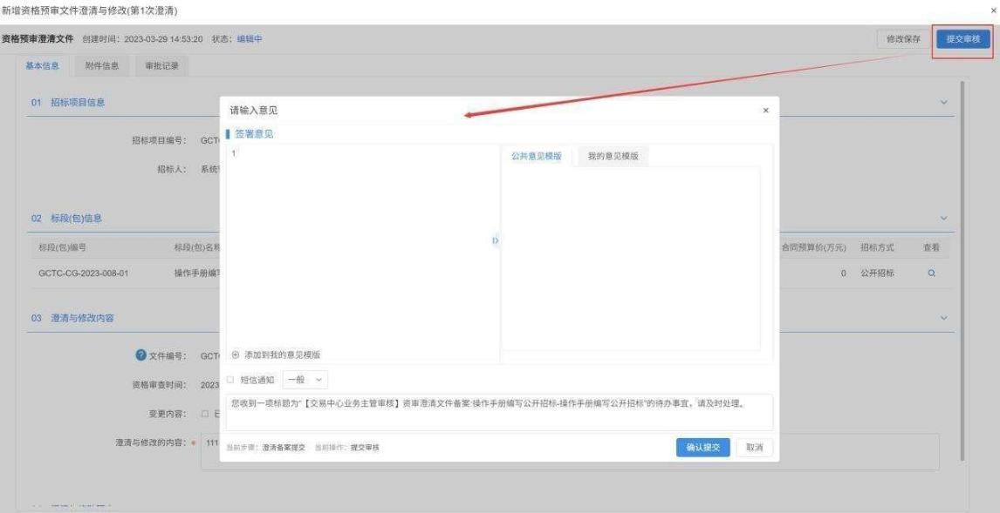 新增资格预审文件澄清与修改(第1次澄清) ×
资格预审澄清文件 创建时间：2023-03-29 14:53:20 状态：编辑中 修改保存 提交审核
基本信息 附件信息 审批记录
01 招标项目信息
请输入意见 ×
签署意见
招标项目编号： GCT
1
公共意见模版 我的意见模版
招标人： 系统
02 标段(包)信息
标段(包)编号 标段(包)名称 合同预算价(万元) 招标方式 查看
GCTC-CG-2023-008-01 操作手册编写 0 公开招标
03 澄清与修改内容
文件编号： GCT
添加到我的意见模版
资格审查时间： 2023
短信通知 一般
变更内容：
您收到一项标题为"【交易中心业务主管审核】资审澄清文件备案:操作手册编写公开招标-操作手册编写公开招标"的待办事宜，请及时处理。
澄清与修改的内容：* 111
当前步骤：澄清备案提交 当前操作：提交审核 确认提交 取消